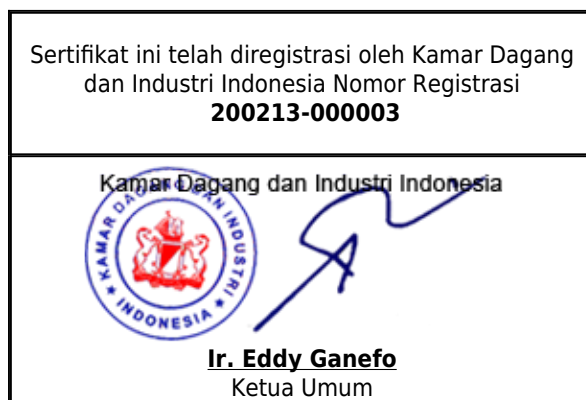 Sertifikat ini telah diregistrasi oleh Kamar Dagang
dan Industri Indonesia Nomor Registrasi
200213-000003
Kamar Dagang dan Industri Indonesia
KAMAR DAGANG DAN INDUSTRI
INDONESIA
Ir. Eddy Ganefo
Ketua Umum